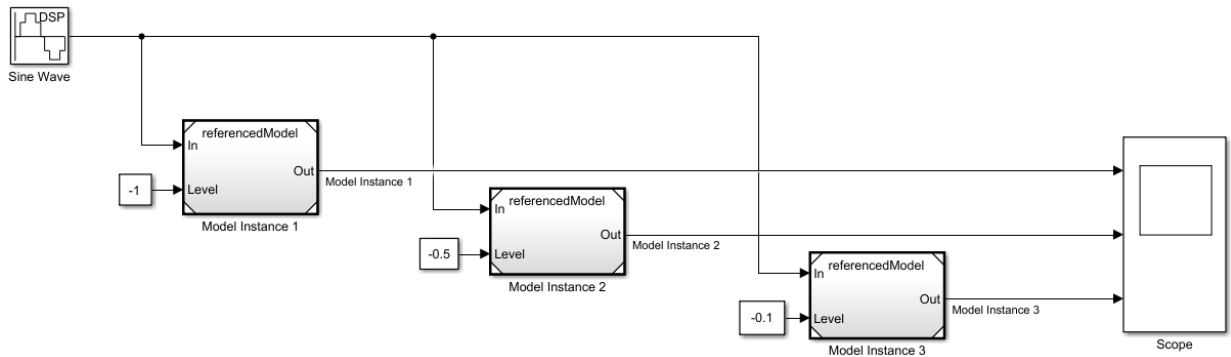 DSP
Sine Wave
referencedModel
In
Out
Level
-1
Model Instance 1
Model Instance 1
referencedModel
In
Out
Level
-0.5
Model Instance 2
Model Instance 2
referencedModel
In
Out
Level
-0.1
Model Instance 3
Model Instance 3
Scope